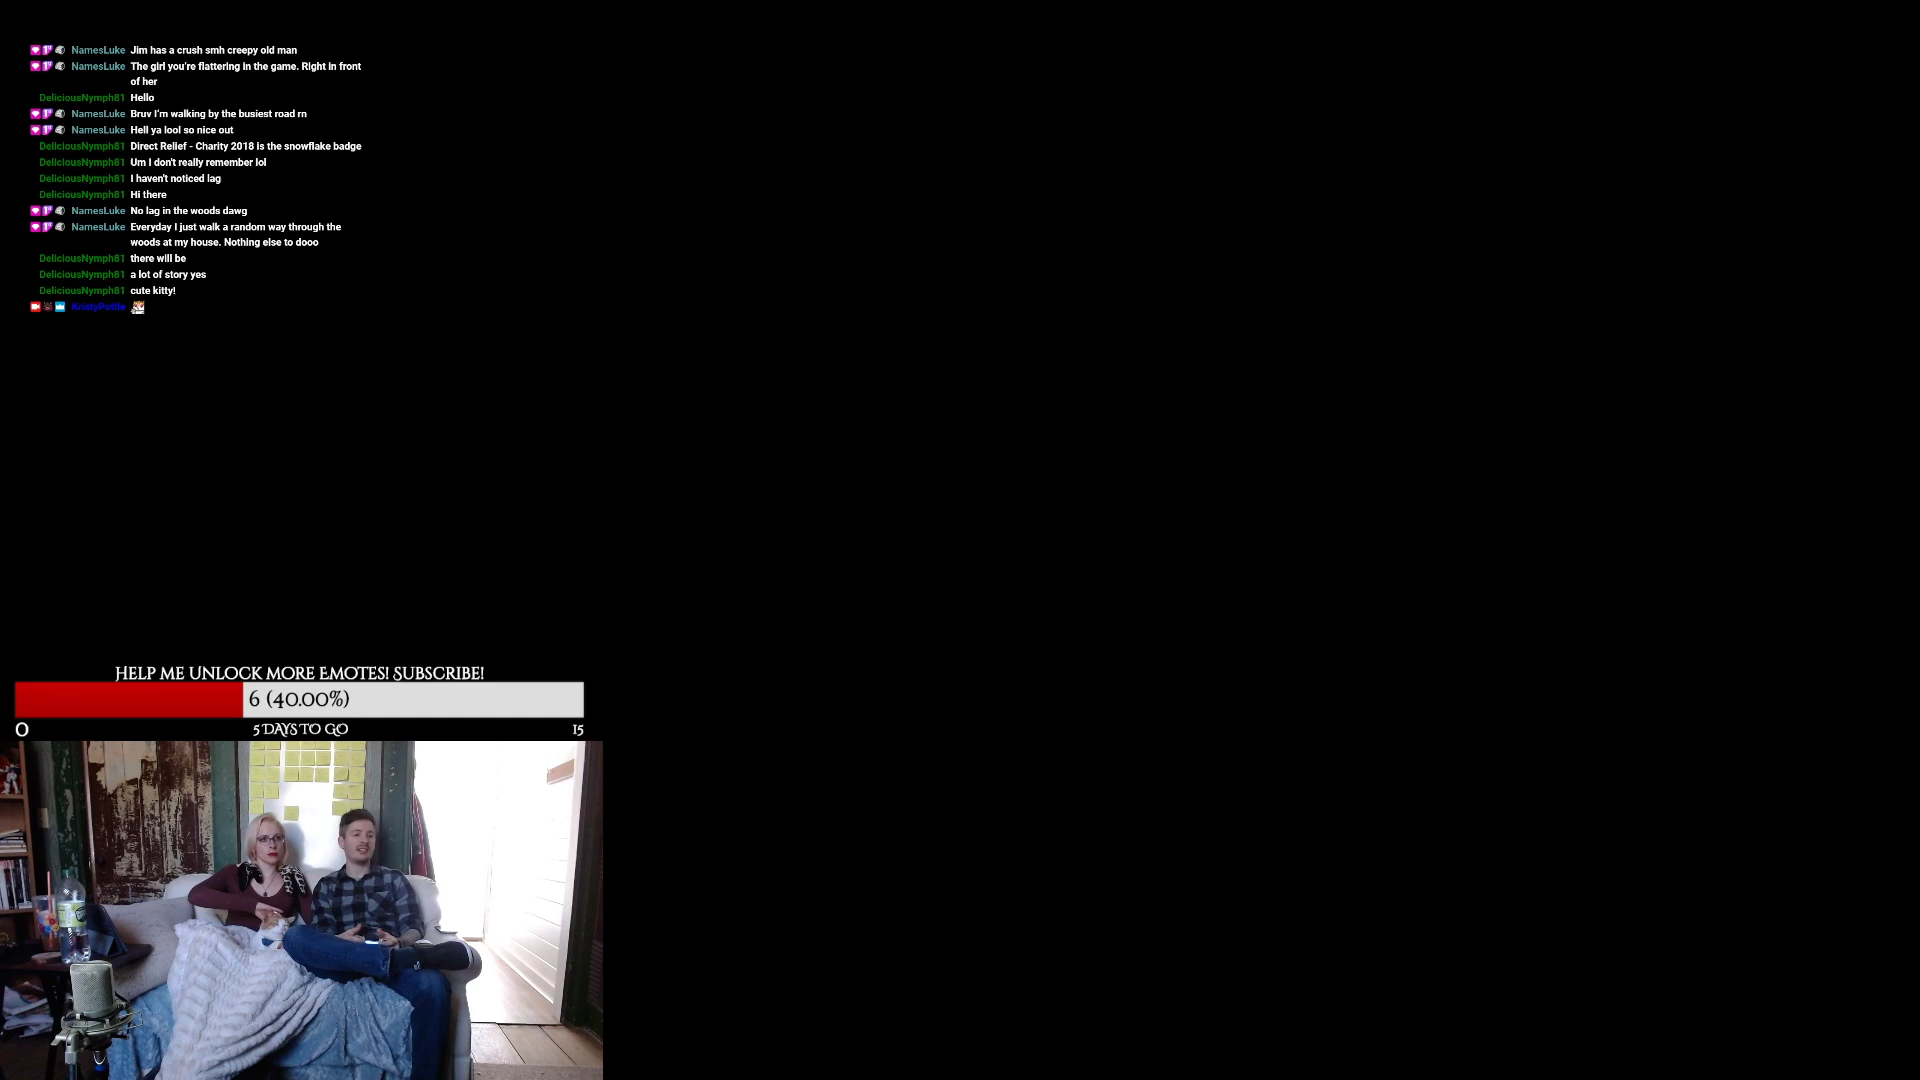 NamesLuke Jim has a crush smh creepy old man
NamesLuke The girl you're flattering in the game. Right in front
of her
DeliciousNymph81 Hello
NamesLuke Bruv I'm walking by the busiest road rn
NamesLuke Hell ya lool so nice out
DeliciousNymph81 Direct Relief - Charity 2018 is the snowflake badge
DeliciousNymph81 Um I don't really remember lol
DeliciousNymph81 I haven't noticed lag
DeliciousNymph81 Hi there
NamesLuke No lag in the woods dawg
NamesLuke Everyday I just walk a random way through the
woods at my house. Nothing else to dooo
DeliciousNymph81 there will be
DeliciousNymph81 a lot of story yes
DeliciousNymph81 cute kitty!
KristyPottle
Help me unlock more emotes! Subscribe!
6 (40.00%)
0 5 days to go 15